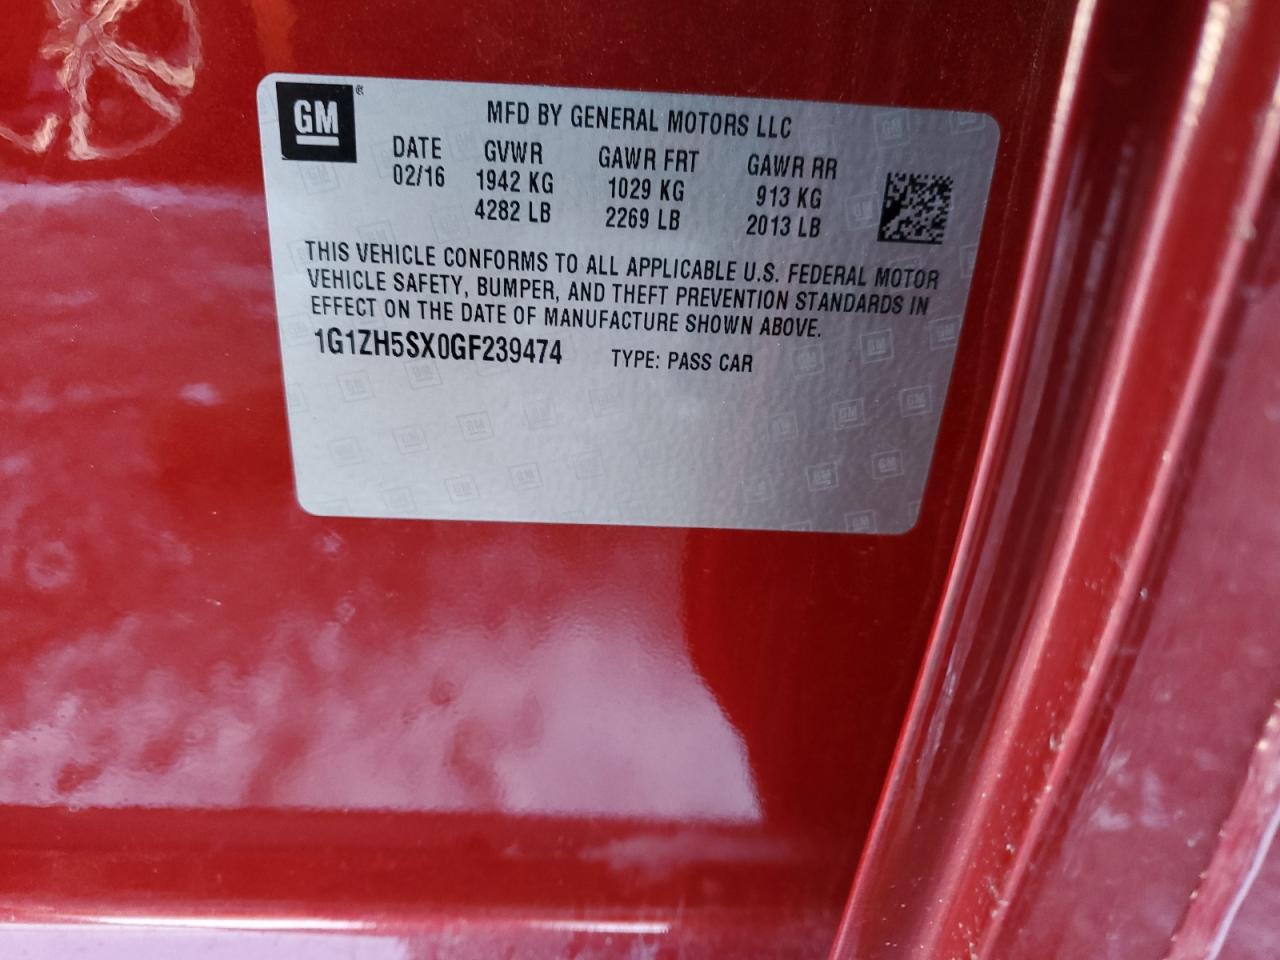 GM®
MFD BY GENERAL MOTORS LLC
DATE GVWR GAWR FRT GAWR RR
02/16 1942 KG 1029 KG 913 KG
4282 LB 2269 LB 2013 LB
THIS VEHICLE CONFORMS TO ALL APPLICABLE U.S. FEDERAL MOTOR
VEHICLE SAFETY, BUMPER, AND THEFT PREVENTION STANDARDS IN
EFFECT ON THE DATE OF MANUFACTURE SHOWN ABOVE.
1G1ZH5SX0GF239474 TYPE: PASS CAR